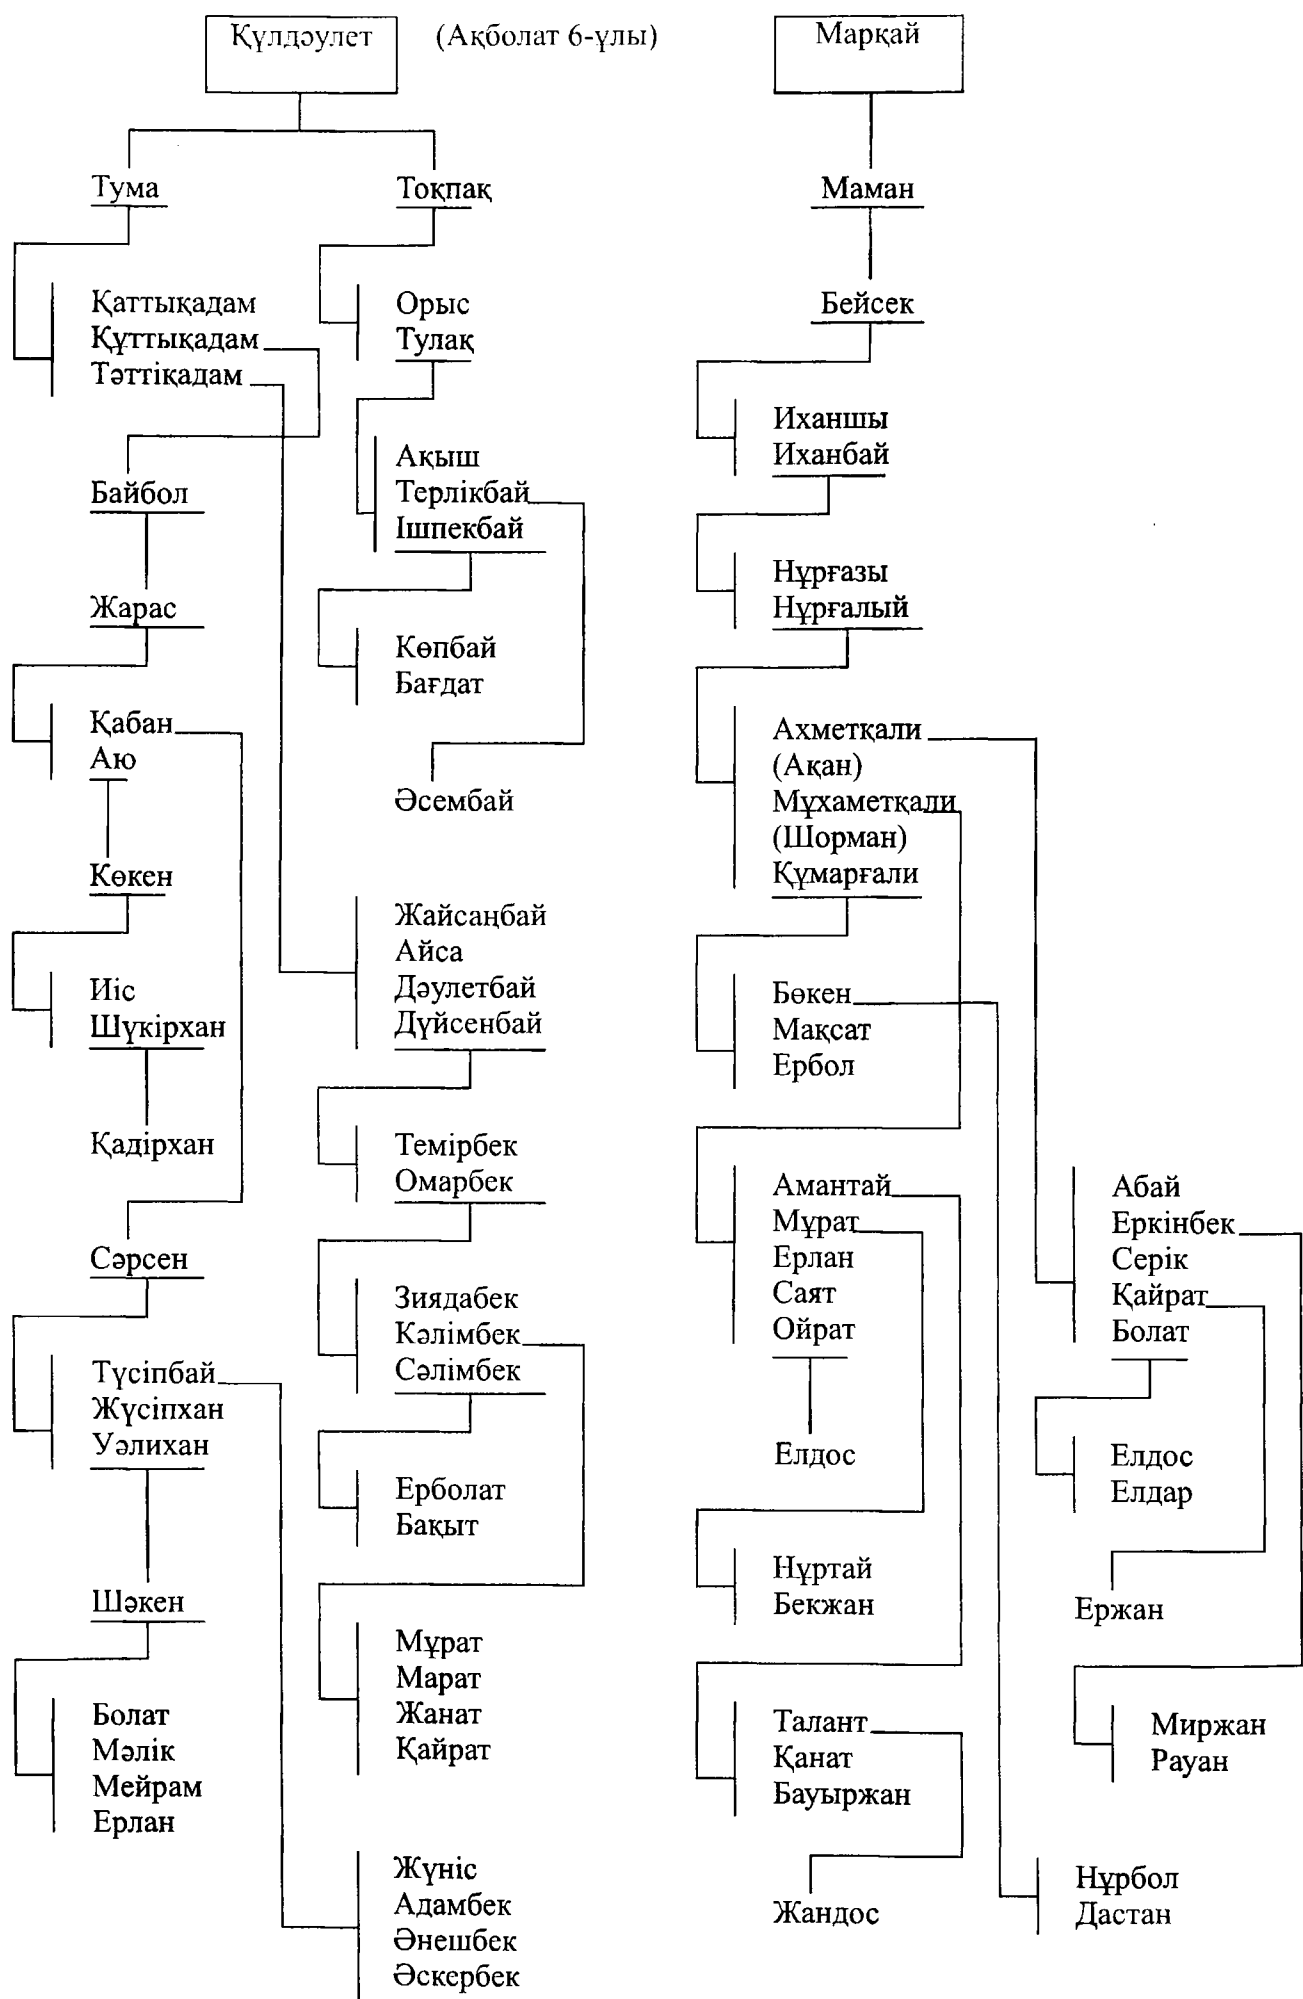 Құлдәулет
(Ақболат 6-ұлы)
Марқай
Тума
Тоқпақ
Маман
Қаттықадам
Құттықадам
Тәттіқадам
Орыс
Тулақ
Бейсек
Иханшы
Иханбай
Ақыш
Терлікбай
Ішпекбай
Байбол
Нұрғазы
Нұрғалый
Жарас
Көпбай
Бағдат
Қабан
Аю
Ахметқали
(Ақан)
Мұхаметқали
(Шорман)
Құмарғали
Әсембай
Көкен
Жайсаңбай
Айса
Дәулетбай
Дүйсенбай
Иіс
Шүкірхан
Бөкен
Мақсат
Ербол
Қадірхан
Темірбек
Омарбек
Амантай
Мұрат
Ерлан
Саят
Ойрат
Абай
Еркінбек
Серік
Қайрат
Болат
Сәрсен
Зиядабек
Кәлімбек
Сәлімбек
Түсіпбай
Жүсіпхан
Уәлихан
Елдос
Елдос
Елдар
Ерболат
Бақыт
Нұртай
Бекжан
Шәкен
Ержан
Мұрат
Марат
Жанат
Қайрат
Болат
Мәлік
Мейрам
Ерлан
Талант
Қанат
Бауыржан
Миржан
Рауан
Жүніс
Адамбек
Әнешбек
Әскербек
Жандос
Нұрбол
Дастан